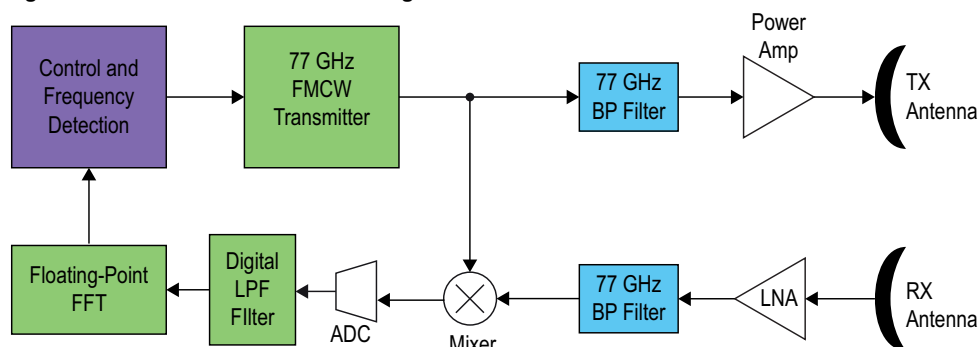 Control and
Frequency
Detection
77 GHz
FMCW
Transmitter
77 GHz
BP Filter
Power
Amp
TX
Antenna
Floating-Point
FFT
Digital
LPF
FIlter
ADC
Mixer
77 GHz
BP Filter
LNA
RX
Antenna